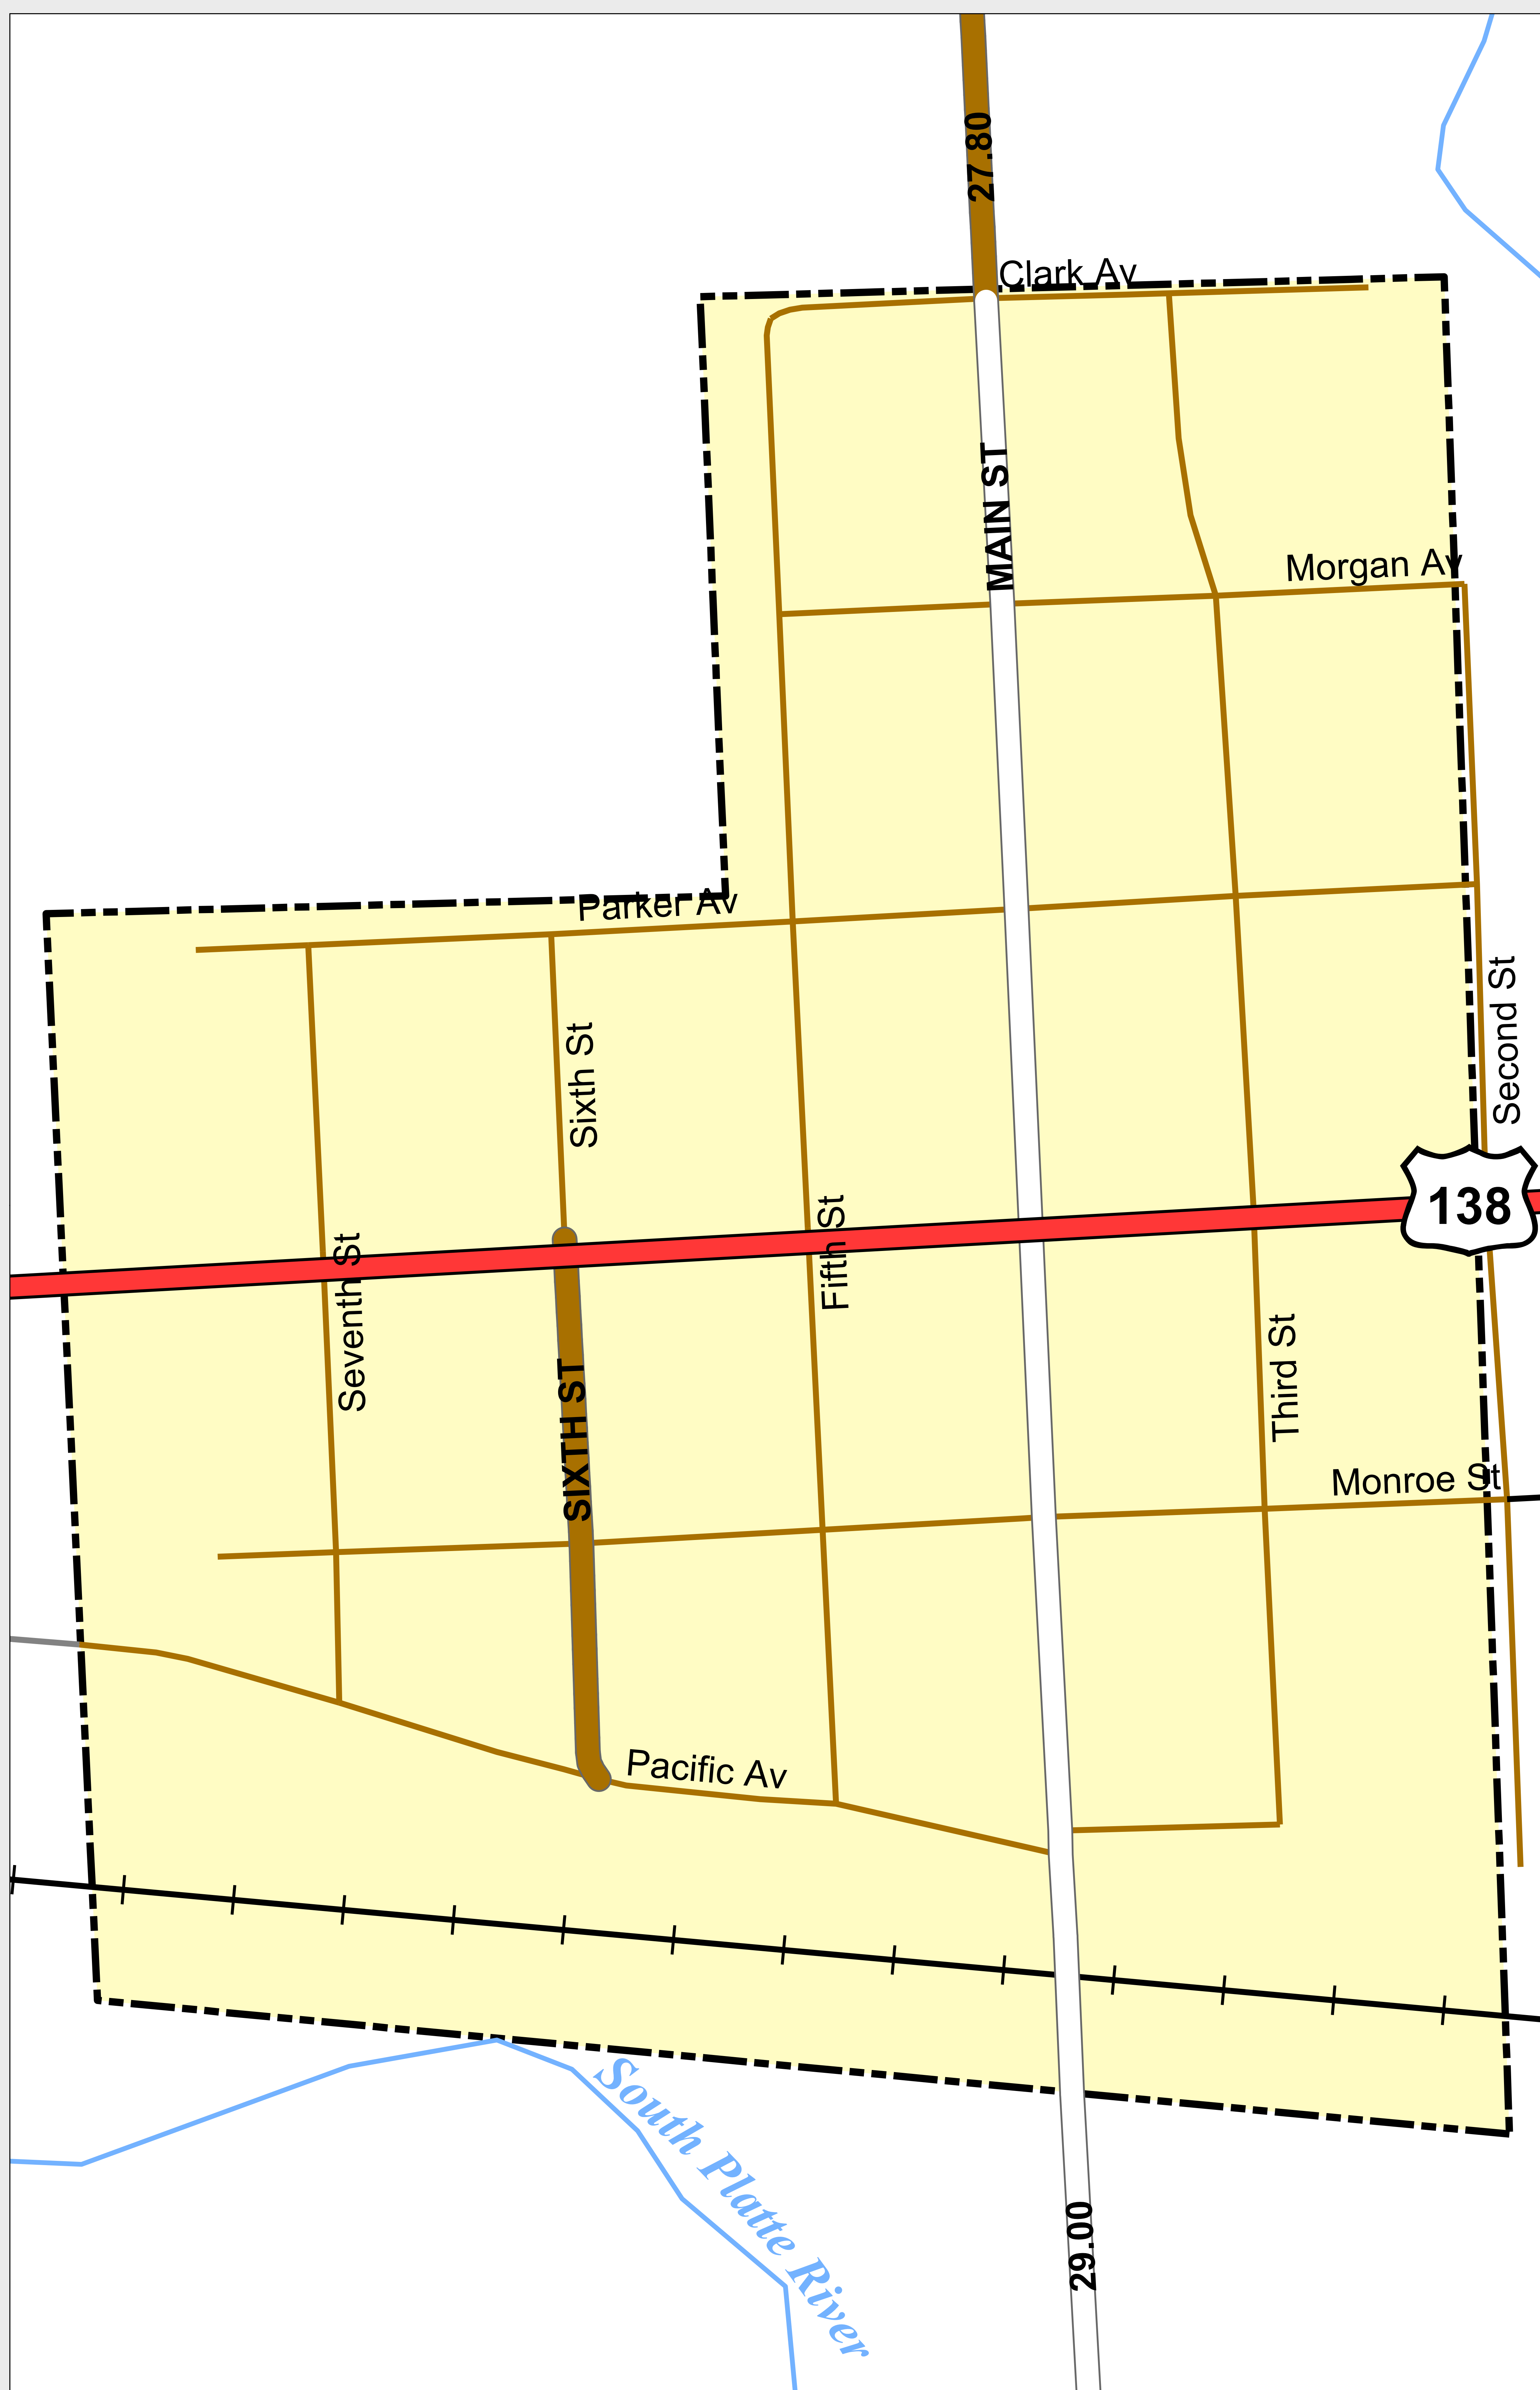 27.80
Clark Av
MAIN ST
Morgan Av
Parker Av
Second St
Sixth St
138
Fifth St
Seventh St
Third St
SIXTH ST
Monroe St
Pacific Av
South Platte River
29.00